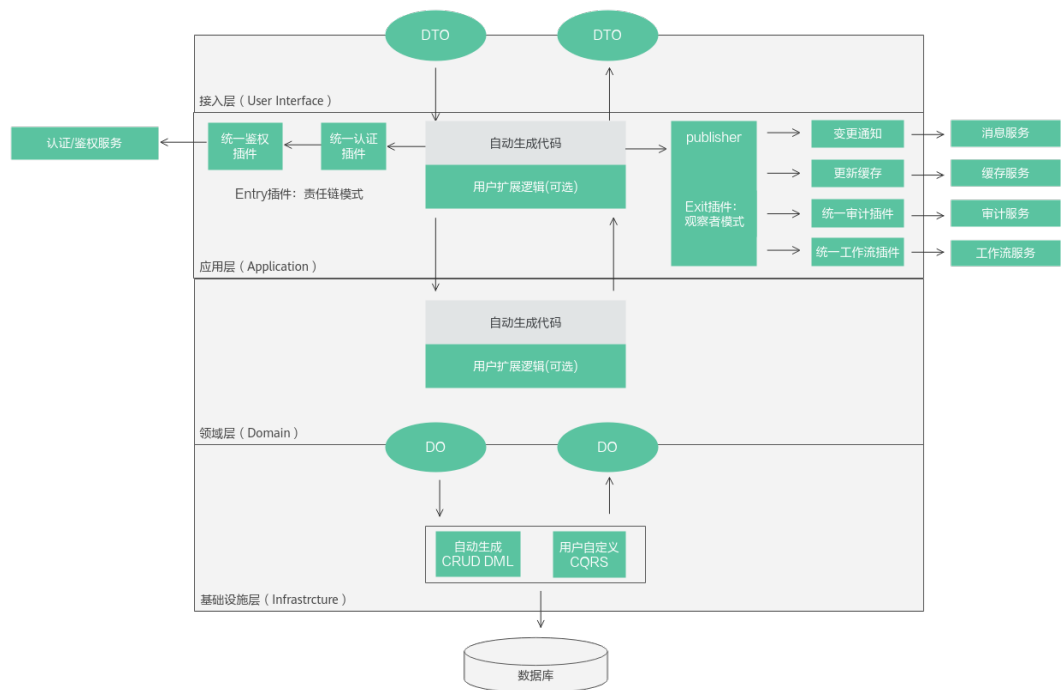 DTO
DTO
接入层 ( User Interface )
认证/鉴权服务
统一鉴权
插件
统一认证
插件
Entry插件：责任链模式
自动生成代码
用户扩展逻辑(可选)
publisher
Exit插件：
观察者模式
变更通知
消息服务
更新缓存
缓存服务
统一审计插件
审计服务
统一工作流插件
工作流服务
应用层 ( Application )
自动生成代码
用户扩展逻辑(可选)
领域层 ( Domain )
DO
DO
自动生成
CRUD DML
用户自定义
CQRS
基础设施层 ( Infrastrcture )
数据库